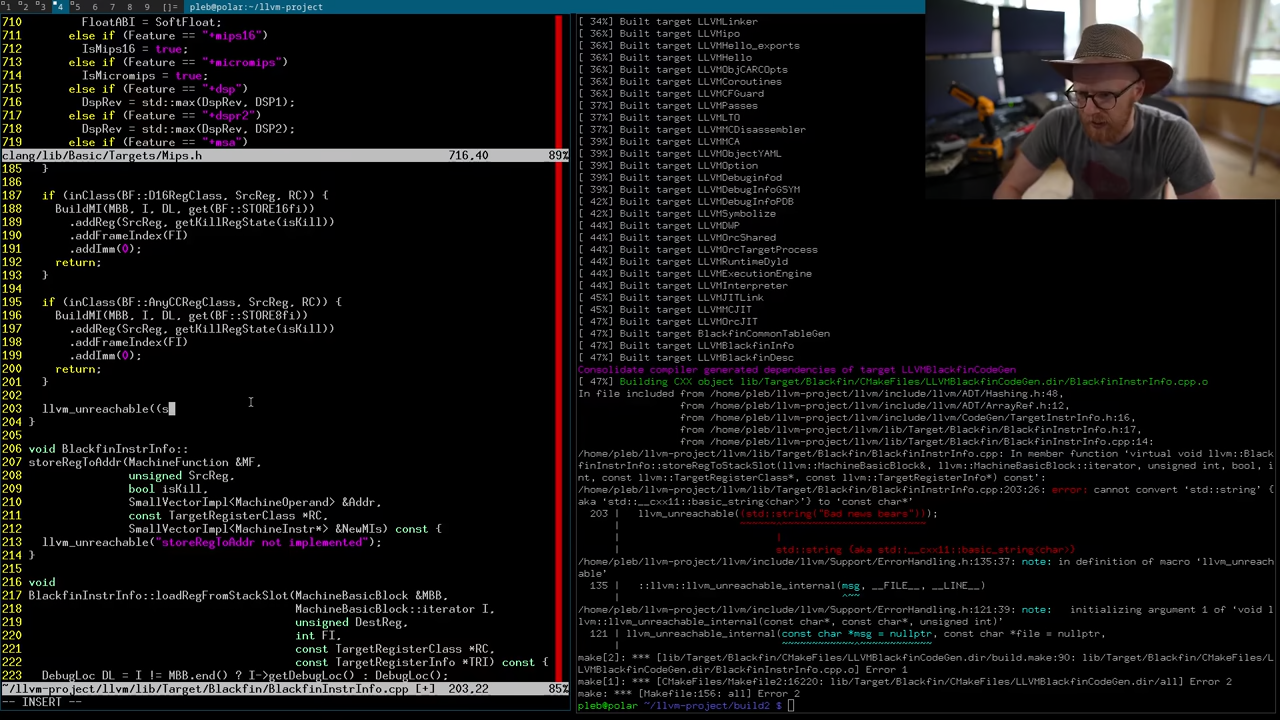 1 2 3 4 5 6 7 8 9 []= pleb@polar:~/llvm-project
710 FloatABI = SoftFloat;
711 else if (Feature == "+mips16")
712 IsMips16 = true;
713 else if (Feature == "+micromips")
714 IsMicromips = true;
715 else if (Feature == "+dsp")
716 DspRev = std::max(DspRev, DSP1);
717 else if (Feature == "+dspr2")
718 DspRev = std::max(DspRev, DSP2);
719 else if (Feature == "+msa")
clang/lib/Basic/Targets/Mips.h 716,40 89%
185 }
186
187 if (inClass(BF::D16RegClass, SrcReg, RC)) {
188 BuildMI(MBB, I, DL, get(BF::STORE16fi))
189 .addReg(SrcReg, getKillRegState(isKill))
190 .addFrameIndex(FI)
191 .addImm(0);
192 return;
193 }
194
195 if (inClass(BF::AnyCCRegClass, SrcReg, RC)) {
196 BuildMI(MBB, I, DL, get(BF::STORE8fi))
197 .addReg(SrcReg, getKillRegState(isKill))
198 .addFrameIndex(FI)
199 .addImm(0);
200 return;
201 }
202
203 llvm_unreachable((s
204 }
205
206 void BlackfinInstrInfo::
207 storeRegToAddr(MachineFunction &MF,
208 unsigned SrcReg,
209 bool isKill,
210 SmallVectorImpl<MachineOperand> &Addr,
211 const TargetRegisterClass *RC,
212 SmallVectorImpl<MachineInstr*> &NewMIs) const {
213 llvm_unreachable("storeRegToAddr not implemented");
214 }
215
216 void
217 BlackfinInstrInfo::loadRegFromStackSlot(MachineBasicBlock &MBB,
218 MachineBasicBlock::iterator I,
219 unsigned DestReg,
220 int FI,
221 const TargetRegisterClass *RC,
222 const TargetRegisterInfo *TRI) const {
223 DebugLoc DL = I != MBB.end() ? I->getDebugLoc() : DebugLoc();
~/llvm-project/llvm/lib/Target/Blackfin/BlackfinInstrInfo.cpp [+] 203,22 85%
-- INSERT --
[ 34%] Built target LLVMLinker
[ 36%] Built target LLVMipo
[ 36%] Built target LLVMHello_exports
[ 36%] Built target LLVMHello
[ 36%] Built target LLVMObjCARCOpts
[ 36%] Built target LLVMCoroutines
[ 36%] Built target LLVMCFGuard
[ 37%] Built target LLVMPasses
[ 37%] Built target LLVMLTO
[ 37%] Built target LLVMMCDisassembler
[ 39%] Built target LLVMMCA
[ 39%] Built target LLVMObjectYAML
[ 39%] Built target LLVMOption
[ 39%] Built target LLVMDebuginfod
[ 39%] Built target LLVMDebugInfoGSYM
[ 42%] Built target LLVMDebugInfoPDB
[ 42%] Built target LLVMSymbolize
[ 44%] Built target LLVMDWP
[ 44%] Built target LLVMOrcShared
[ 44%] Built target LLVMOrcTargetProcess
[ 44%] Built target LLVMRuntimeDyld
[ 44%] Built target LLVMExecutionEngine
[ 44%] Built target LLVMInterpreter
[ 45%] Built target LLVMJITLink
[ 45%] Built target LLVMMCJIT
[ 47%] Built target LLVMOrcJIT
[ 47%] Built target BlackfinCommonTableGen
[ 47%] Built target LLVMBlackfinInfo
[ 47%] Built target LLVMBlackfinDesc
Consolidate compiler generated dependencies of target LLVMBlackfinCodeGen
[ 47%] Building CXX object lib/Target/Blackfin/CMakeFiles/LLVMBlackfinCodeGen.dir/BlackfinInstrInfo.cpp.o
In file included from /home/pleb/llvm-project/llvm/include/llvm/ADT/Hashing.h:48,
from /home/pleb/llvm-project/llvm/include/llvm/ADT/ArrayRef.h:12,
from /home/pleb/llvm-project/llvm/include/llvm/CodeGen/TargetInstrInfo.h:16,
from /home/pleb/llvm-project/llvm/lib/Target/Blackfin/BlackfinInstrInfo.h:17,
from /home/pleb/llvm-project/llvm/lib/Target/Blackfin/BlackfinInstrInfo.cpp:14:
/home/pleb/llvm-project/llvm/lib/Target/Blackfin/BlackfinInstrInfo.cpp: In member function 'virtual void llvm::Black
finInstrInfo::storeRegToStackSlot(llvm::MachineBasicBlock&, llvm::MachineBasicBlock::iterator, unsigned int, bool, i
nt, const llvm::TargetRegisterClass*, const llvm::TargetRegisterInfo*) const':
/home/pleb/llvm-project/llvm/lib/Target/Blackfin/BlackfinInstrInfo.cpp:203:26: error: cannot convert 'std::string' {
aka 'std::__cxx11::basic_string<char>'} to 'const char*'
203 | llvm_unreachable((std::string("Bad news bears")));
| ~^~~~~~~~~~~~~~~~~~~~~~~~~~~~~~
| |
| std::string {aka std::__cxx11::basic_string<char>}
/home/pleb/llvm-project/llvm/include/llvm/Support/ErrorHandling.h:135:37: note: in definition of macro 'llvm_unreach
able'
135 | ::llvm::llvm_unreachable_internal(msg, __FILE__, __LINE__)
| ^~~
/home/pleb/llvm-project/llvm/include/llvm/Support/ErrorHandling.h:121:39: note: initializing argument 1 of 'void l
lvm::llvm_unreachable_internal(const char*, const char*, unsigned int)'
121 | llvm_unreachable_internal(const char *msg = nullptr, const char *file = nullptr,
| ~~~~~~~~~~~~^~~~~~~~~~~~~
make[2]: *** [lib/Target/Blackfin/CMakeFiles/LLVMBlackfinCodeGen.dir/build.make:90: lib/Target/Blackfin/CMakeFiles/L
LVMBlackfinCodeGen.dir/BlackfinInstrInfo.cpp.o] Error 1
make[1]: *** [CMakeFiles/Makefile2:16220: lib/Target/Blackfin/CMakeFiles/LLVMBlackfinCodeGen.dir/all] Error 2
make: *** [Makefile:156: all] Error 2
pleb@polar ~/llvm-project/build2 $